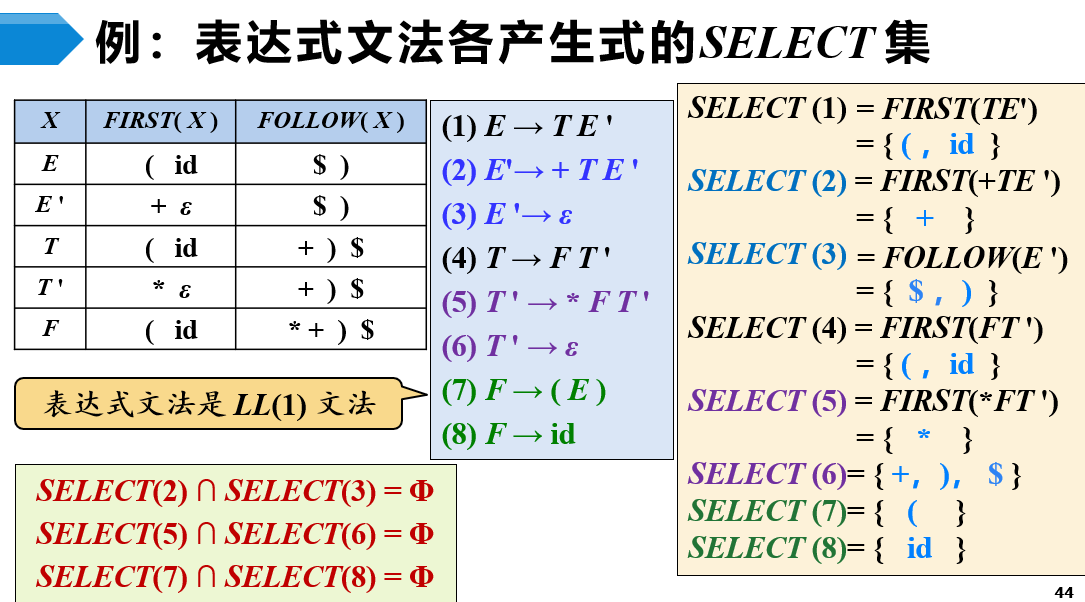 例：表达式文法各产生式的SELECT 集
X FIRST( X ) FOLLOW( X )
E ( id $ )
E ' + ε $ )
T ( id + ) $
T ' * ε + ) $
F ( id * + ) $
表达式文法是 LL(1) 文法
(1) E → T E '
(2) E'→ + T E '
(3) E '→ ε
(4) T → F T '
(5) T ' → * F T '
(6) T ' → ε
(7) F → ( E )
(8) F → id
SELECT(2) ∩ SELECT(3) = Φ
SELECT(5) ∩ SELECT(6) = Φ
SELECT(7) ∩ SELECT(8) = Φ
SELECT (1) = FIRST(TE')
= { ( , id }
SELECT (2) = FIRST(+TE ')
= { + }
SELECT (3) = FOLLOW(E ')
= { $ , ) }
SELECT (4) = FIRST(FT ')
= { ( , id }
SELECT (5) = FIRST(*FT ')
= { * }
SELECT (6)= { +, ), $ }
SELECT (7)= { ( }
SELECT (8)= { id }
44